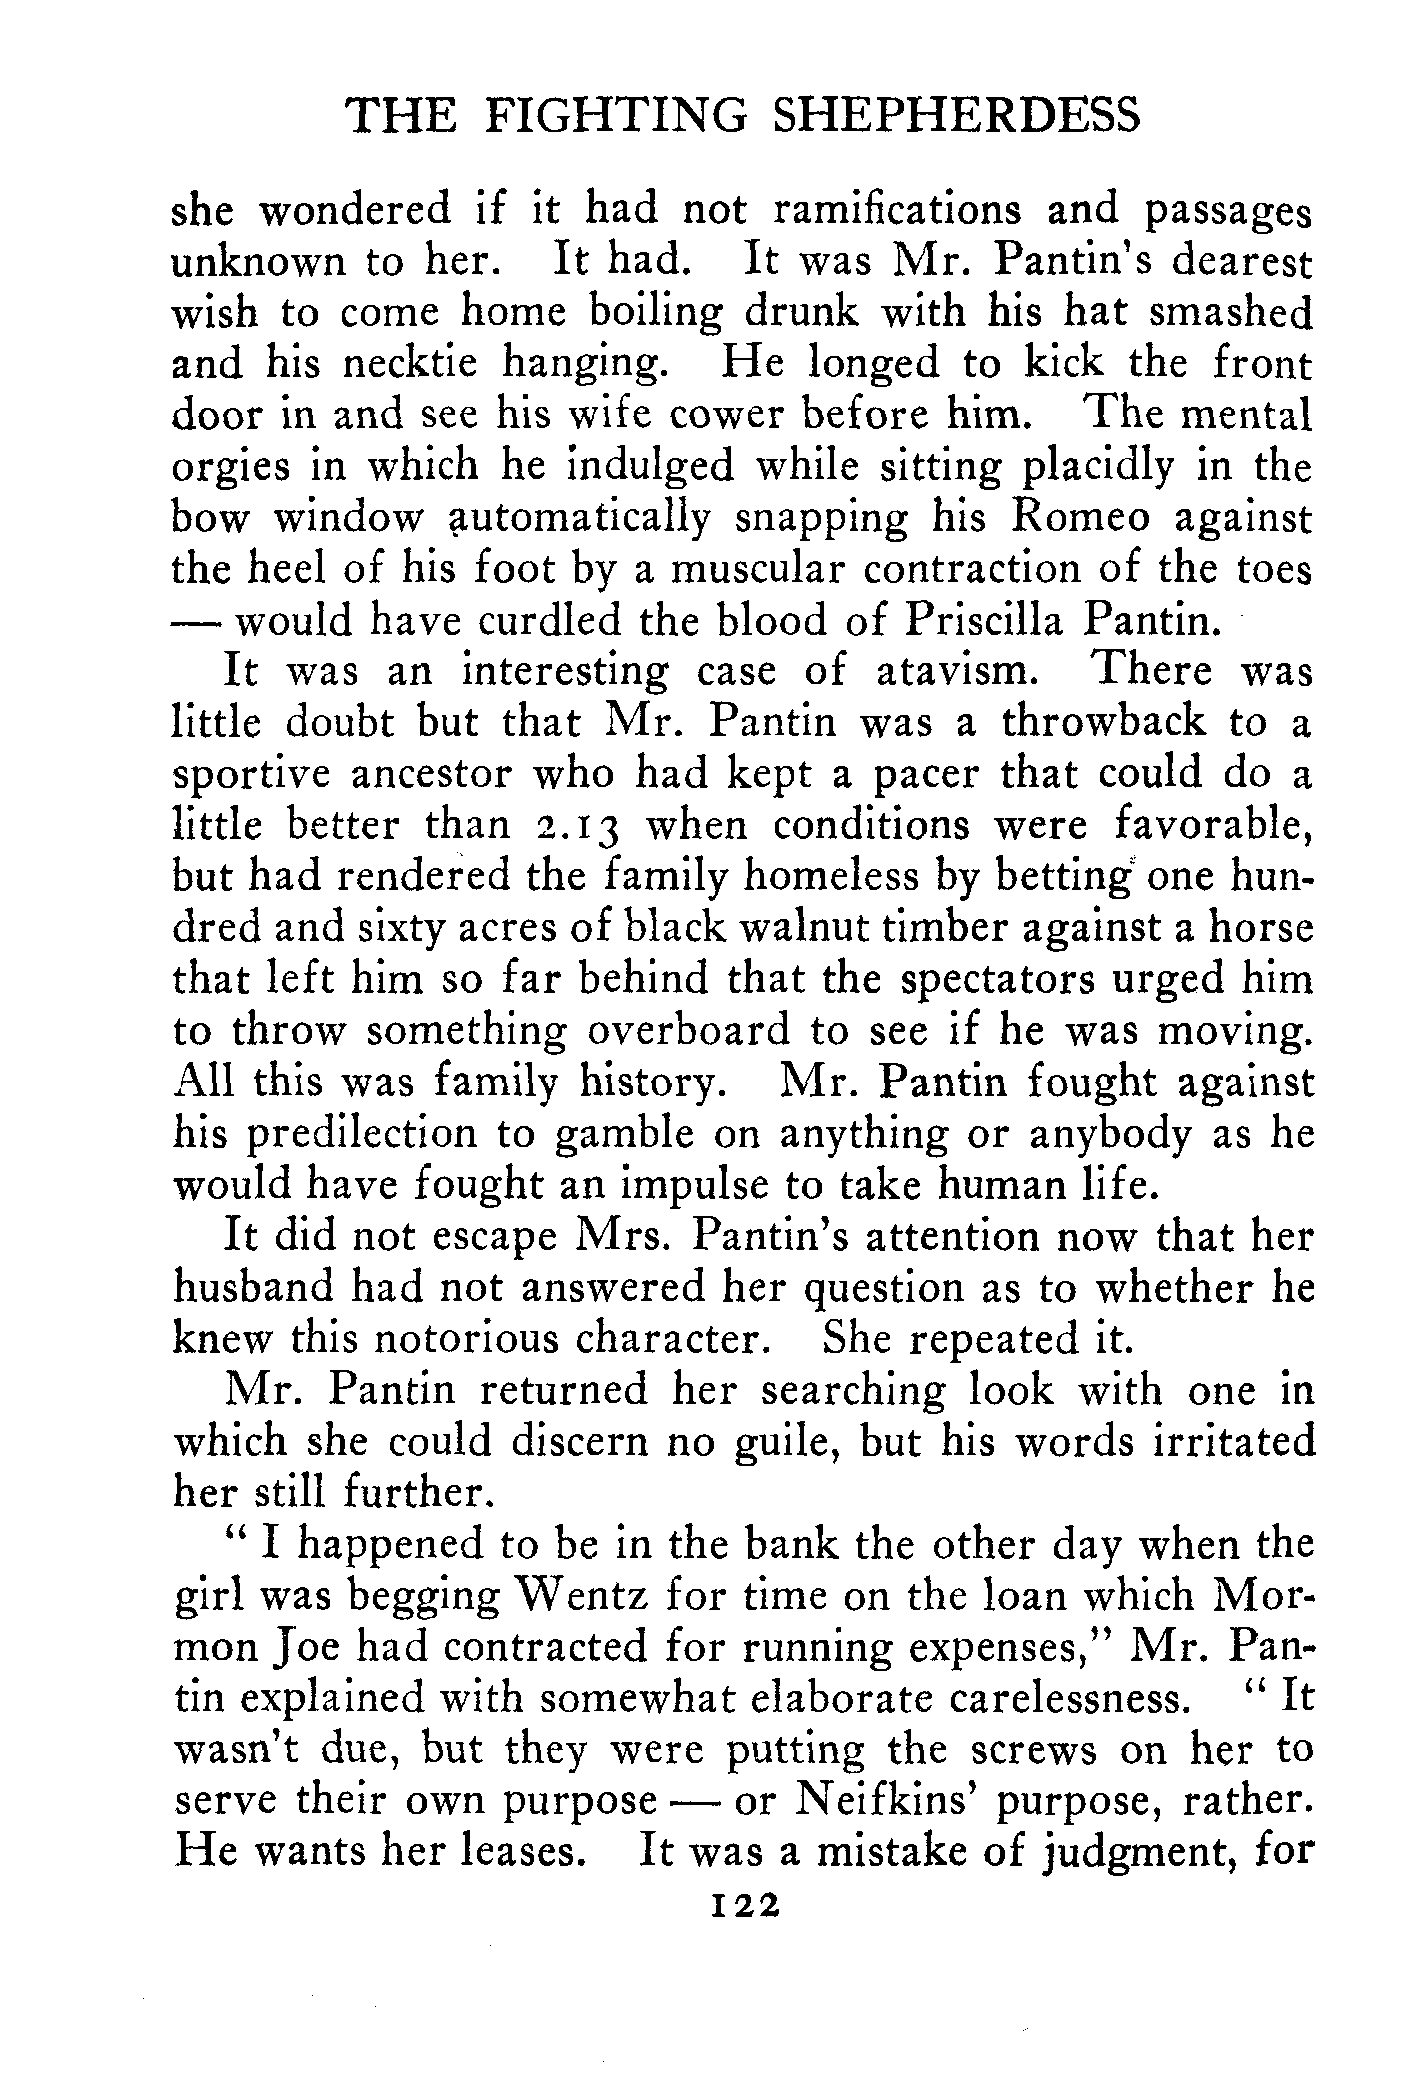 THE FIGHTING SHEPHERDESS
she wondered if it had not ramifications and passages
unknown to her. It had. It was Mr. Pantin's dearest
wish to come home boiling drunk with his hat smashed
and his necktie hanging. He longed to kick the front
door in and see his wife cower before him. The mental
orgies in which he indulged while sitting placidly in the
bow window automatically snapping his Romeo against
the heel of his foot by a muscular contraction of the toes
— would have curdled the blood of Priscilla Pantin.
It was an interesting case of atavism. There was
little doubt but that Mr. Pantin was a throwback to a
sportive ancestor who had kept a pacer that could do a
little better than 2.13 when conditions were favorable,
but had rendered the family homeless by betting one hun-
dred and sixty acres of black walnut timber against a horse
that left him so far behind that the spectators urged him
to throw something overboard to see if he was moving.
All this was family history. Mr. Pantin fought against
his predilection to gamble on anything or anybody as he
would have fought an impulse to take human life.
It did not escape Mrs. Pantin's attention now that her
husband had not answered her question as to whether he
knew this notorious character. She repeated it.
Mr. Pantin returned her searching look with one in
which she could discern no guile, but his words irritated
her still further.
" I happened to be in the bank the other day when the
girl was begging Wentz for time on the loan which Mor-
mon Joe had contracted for running expenses," Mr. Pan-
tin explained with somewhat elaborate carelessness. " It
wasn't due, but they were putting the screws on her to
serve their own purpose — or Neifkins' purpose, rather.
He wants her leases. It was a mistake of judgment, for
122